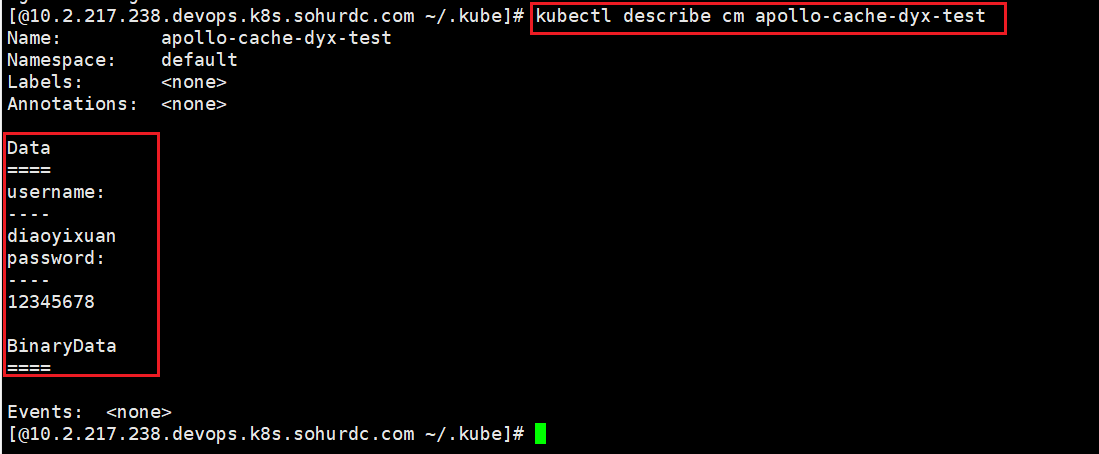 [@10.2.217.238.devops.k8s.sohurdc.com ~/.kube]# kubectl describe cm apollo-cache-dyx-test
Name:         apollo-cache-dyx-test
Namespace:    default
Labels:       <none>
Annotations:  <none>

Data
====
username:
----
diaoyixuan
password:
----
12345678

BinaryData
====

Events:  <none>
[@10.2.217.238.devops.k8s.sohurdc.com ~/.kube]#